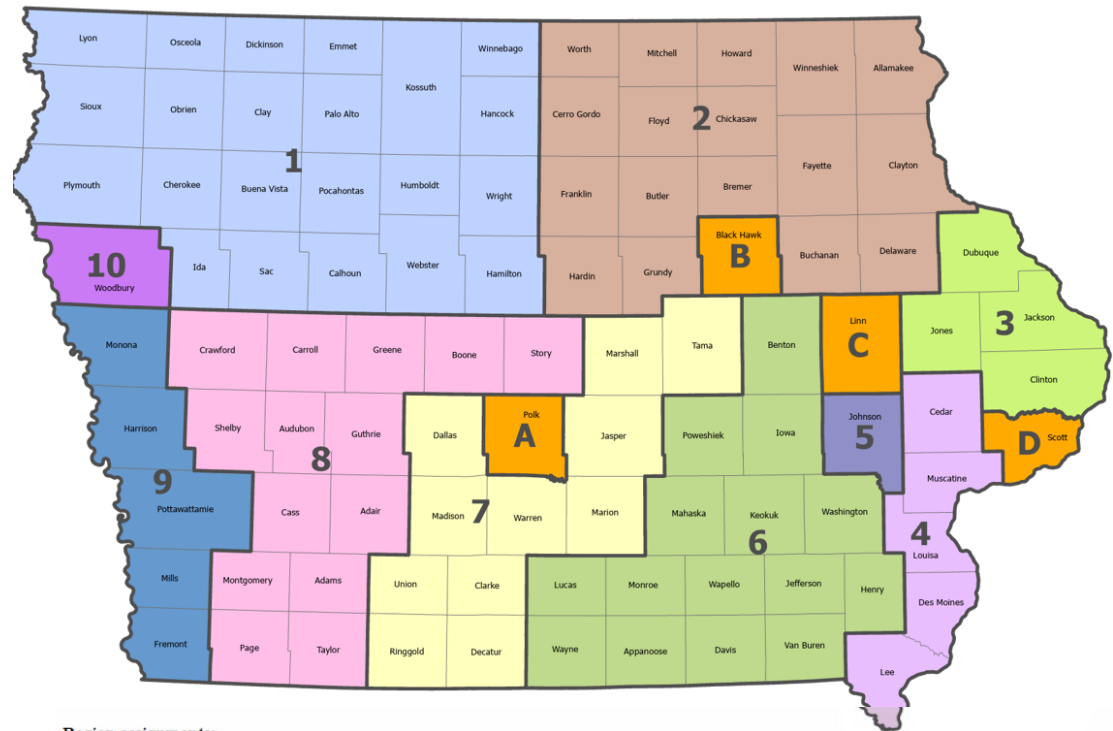 Lyon
Osceola
Dickinson
Emmet
Winnebago
Worth
Mitchell
Howard
Winneshiek
Allamakee
Kossuth
Sioux
Obrien
Clay
Palo Alto
Hancock
Cerro Gordo
Floyd
2
Chickasaw
1
Plymouth
Cherokee
Buena Vista
Pocahontas
Humboldt
Wright
Franklin
Butler
Bremer
Fayette
Clayton
10
Woodbury
Ida
Sac
Calhoun
Webster
Hamilton
Hardin
Grundy
Black Hawk
B
Buchanan
Delaware
Dubuque
Monona
Crawford
Carroll
Greene
Boone
Story
Marshall
Tama
Benton
Linn
C
Jones
3
Jackson
Clinton
Harrison
Shelby
Audubon
Guthrie
8
Dallas
Polk
A
Jasper
Poweshiek
Iowa
Johnson
5
Cedar
D
Scott
9
Pottawattamie
Cass
Adair
Madison
7
Warren
Marion
Mahaska
Keokuk
6
Washington
Muscatine
4
Louisa
Mills
Montgomery
Adams
Union
Clarke
Lucas
Monroe
Wapello
Jefferson
Henry
Des Moines
Fremont
Page
Taylor
Ringgold
Decatur
Wayne
Appanoose
Davis
Van Buren
Lee